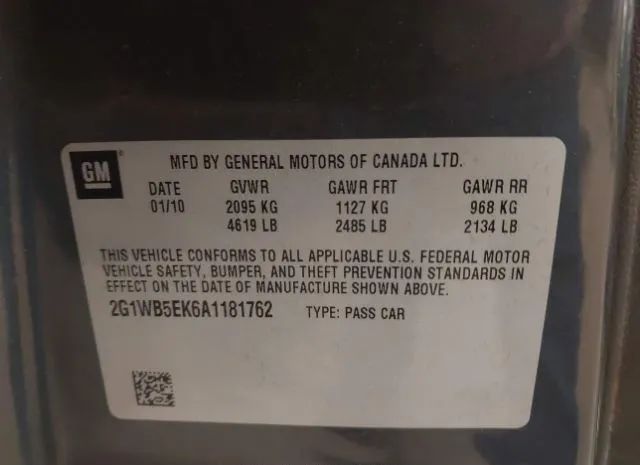 GM
MFD BY GENERAL MOTORS OF CANADA LTD.
DATE GVWR GAWR FRT GAWR RR
01/10 2095 KG 1127 KG 968 KG
4619 LB 2485 LB 2134 LB
THIS VEHICLE CONFORMS TO ALL APPLICABLE U.S. FEDERAL MOTOR
VEHICLE SAFETY, BUMPER, AND THEFT PREVENTION STANDARDS IN
EFFECT ON THE DATE OF MANUFACTURE SHOWN ABOVE.
2G1WB5EK6A1181762 TYPE: PASS CAR